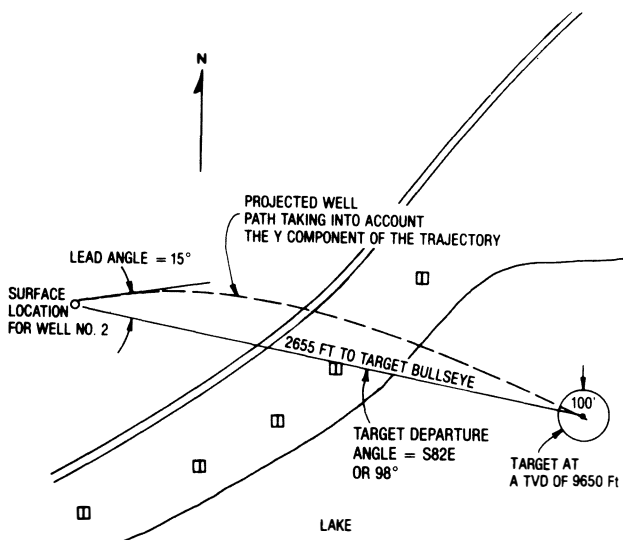 N
PROJECTED WELL
PATH TAKING INTO ACCOUNT
THE Y COMPONENT OF THE TRAJECTORY
LEAD ANGLE = 15°
SURFACE
LOCATION
FOR WELL NO. 2
2655 FT TO TARGET BULLSEYE
100'
TARGET DEPARTURE
ANGLE = S82E
OR 98°
TARGET AT
A TVD OF 9650 Ft
LAKE